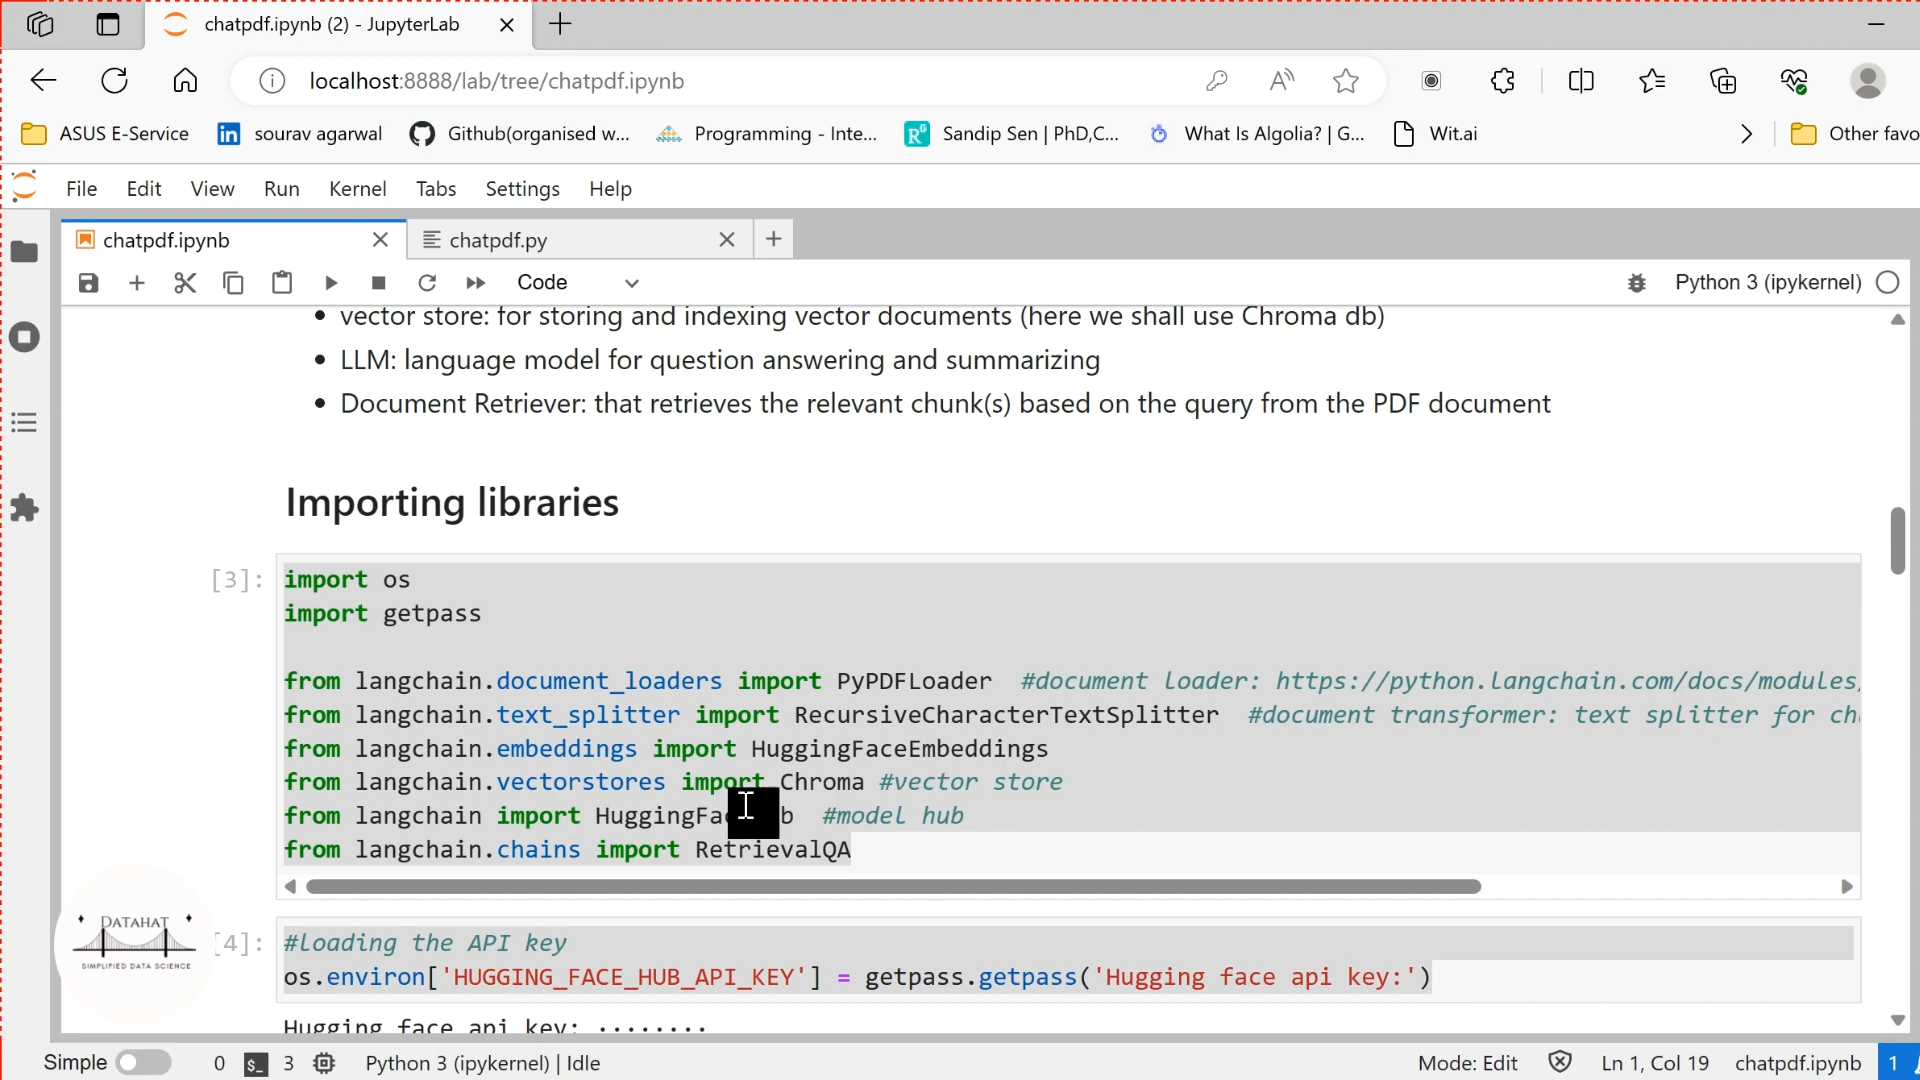 chatpdf.ipynb (2) - JupyterLab
localhost:8888/lab/tree/chatpdf.ipynb
ASUS E-Service
sourav agarwal
Github(organised w...
Programming - Inte...
Sandip Sen | PhD,C...
What Is Algolia? | G...
Wit.ai
Other favo
File Edit View Run Kernel Tabs Settings Help
chatpdf.ipynb
chatpdf.py
Code
Python 3 (ipykernel)
• vector store: for storing and indexing vector documents (here we shall use Chroma db)
• LLM: language model for question answering and summarizing
• Document Retriever: that retrieves the relevant chunk(s) based on the query from the PDF document
Importing libraries
[3]:
import os
import getpass
from langchain.document_loaders import PyPDFLoader #document loader: https://python.langchain.com/docs/modules/
from langchain.text_splitter import RecursiveCharacterTextSplitter #document transformer: text splitter for
from langchain.embeddings import HuggingFaceEmbeddings
from langchain.vectorstores import Chroma #vector store
from langchain import #model hub
from langchain.chains import RetrievalQA
[4]:
#loading the API key
os.environ['HUGGING_FACE_HUB_API_KEY'] = getpass.getpass('Hugging face api key:')
Hugging face api key: ········
DATAHAT
SIMPLIFIED DATA SCIENCE
Simple 0 $_ 3 Python 3 (ipykernel) | Idle
Mode: Edit Ln 1, Col 19 chatpdf.ipynb 1